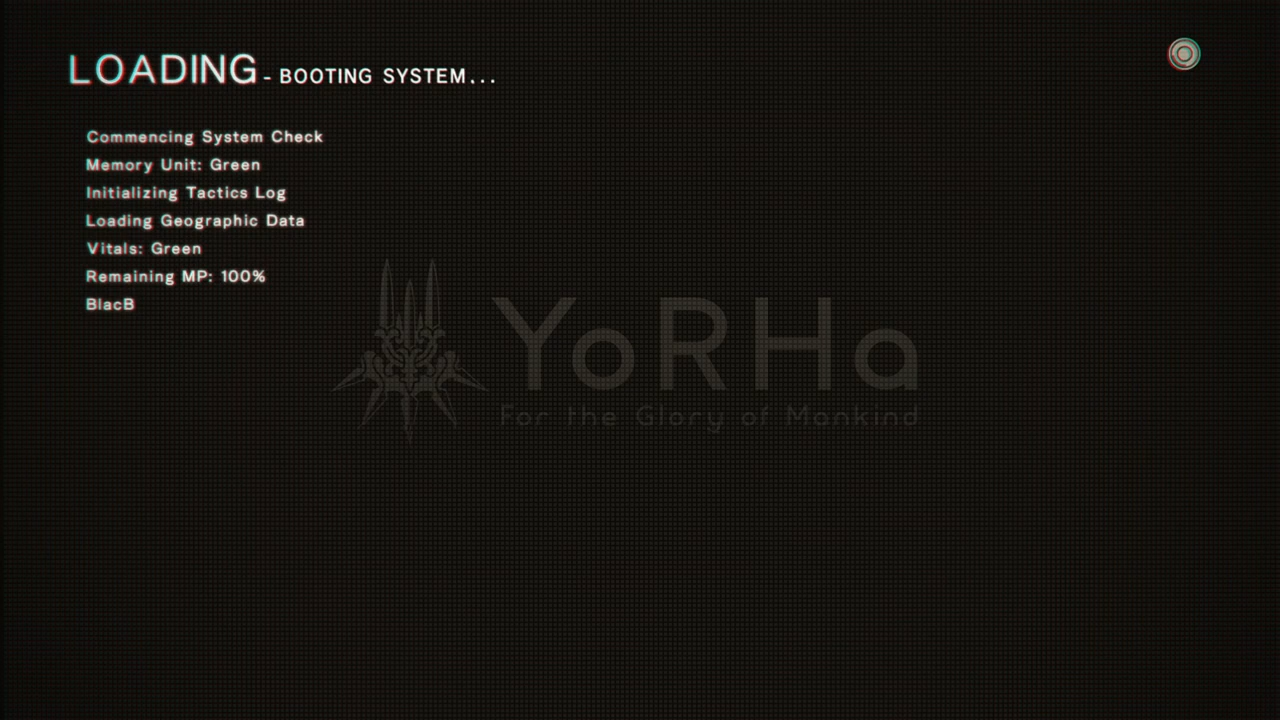 LOADING - BOOTING SYSTEM...
Commencing System Check
Memory Unit: Green
Initializing Tactics Log
Loading Geographic Data
Vitals: Green
Remaining MP: 100%
BlacB
YoRHa
For the Glory of Mankind